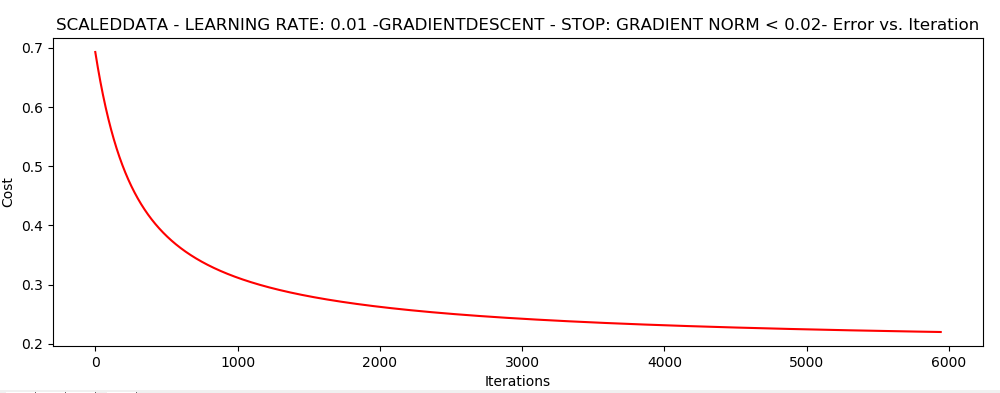 SCALEDDATA - LEARNING RATE: 0.01 -GRADIENTDESCENT - STOP: GRADIENT NORM < 0.02- Error vs. Iteration
0.7
0.6
0.5
0.4
0.3
0.2
Cost
0 1000 2000 3000 4000 5000 6000
Iterations